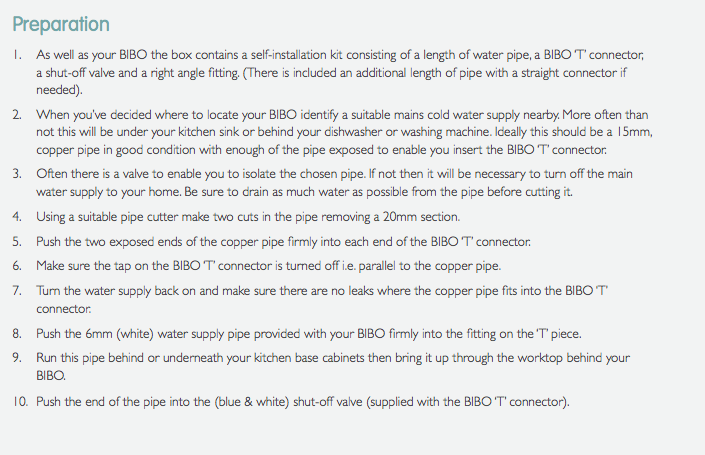 Preparation
1. As well as your BIBO the box contains a self-installation kit consisting of a length of water pipe, a BIBO 'T' connector,
a shut-off valve and a right angle fitting. (There is included an additional length of pipe with a straight connector if
needed).
2. When you've decided where to locate your BIBO identify a suitable mains cold water supply nearby. More often than
not this will be under your kitchen sink or behind your dishwasher or washing machine. Ideally this should be a 15mm,
copper pipe in good condition with enough of the pipe exposed to enable you insert the BIBO 'T' connector.
3. Often there is a valve to enable you to isolate the chosen pipe. If not then it will be necessary to turn off the main
water supply to your home. Be sure to drain as much water as possible from the pipe before cutting it.
4. Using a suitable pipe cutter make two cuts in the pipe removing a 20mm section.
5. Push the two exposed ends of the copper pipe firmly into each end of the BIBO 'T' connector.
6. Make sure the tap on the BIBO 'T' connector is turned off i.e. parallel to the copper pipe.
7. Turn the water supply back on and make sure there are no leaks where the copper pipe fits into the BIBO 'T'
connector.
8. Push the 6mm (white) water supply pipe provided with your BIBO firmly into the fitting on the 'T' piece.
9. Run this pipe behind or underneath your kitchen base cabinets then bring it up through the worktop behind your
BIBO.
10. Push the end of the pipe into the (blue & white) shut-off valve (supplied with the BIBO 'T' connector).